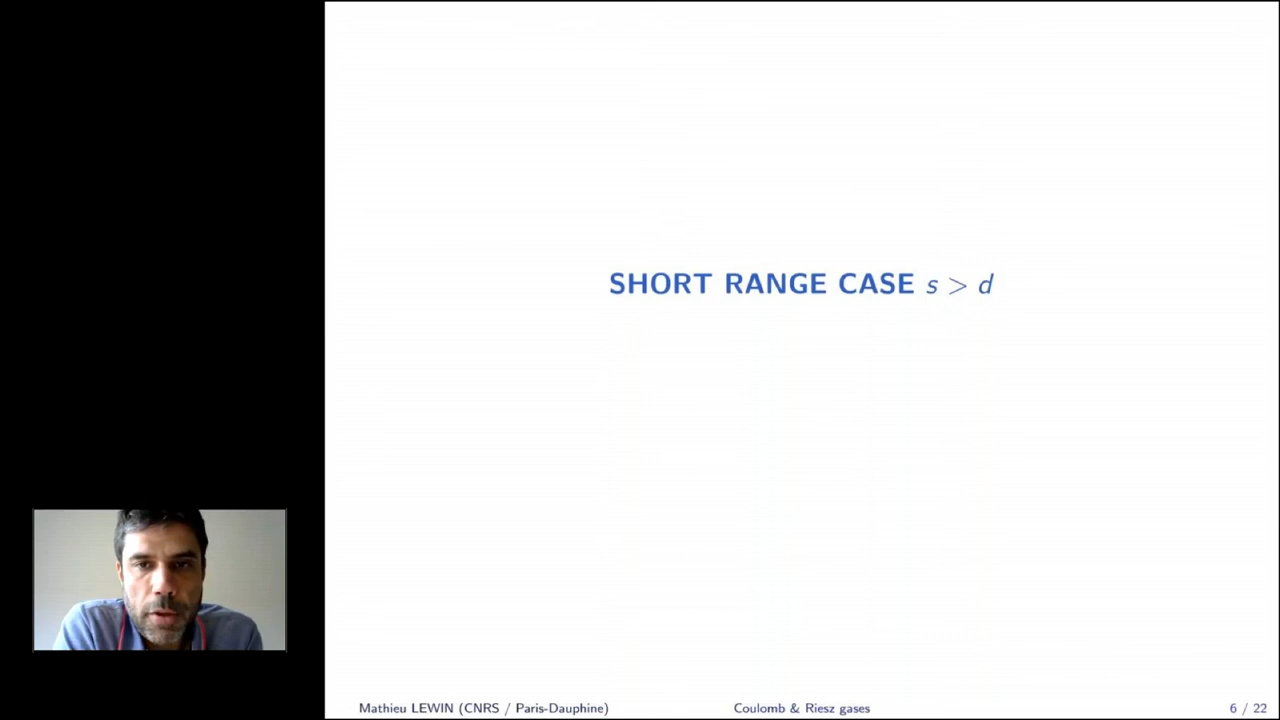 SHORT RANGE CASE s > d
Mathieu LEWIN (CNRS / Paris-Dauphine) Coulomb & Riesz gases 6 / 22